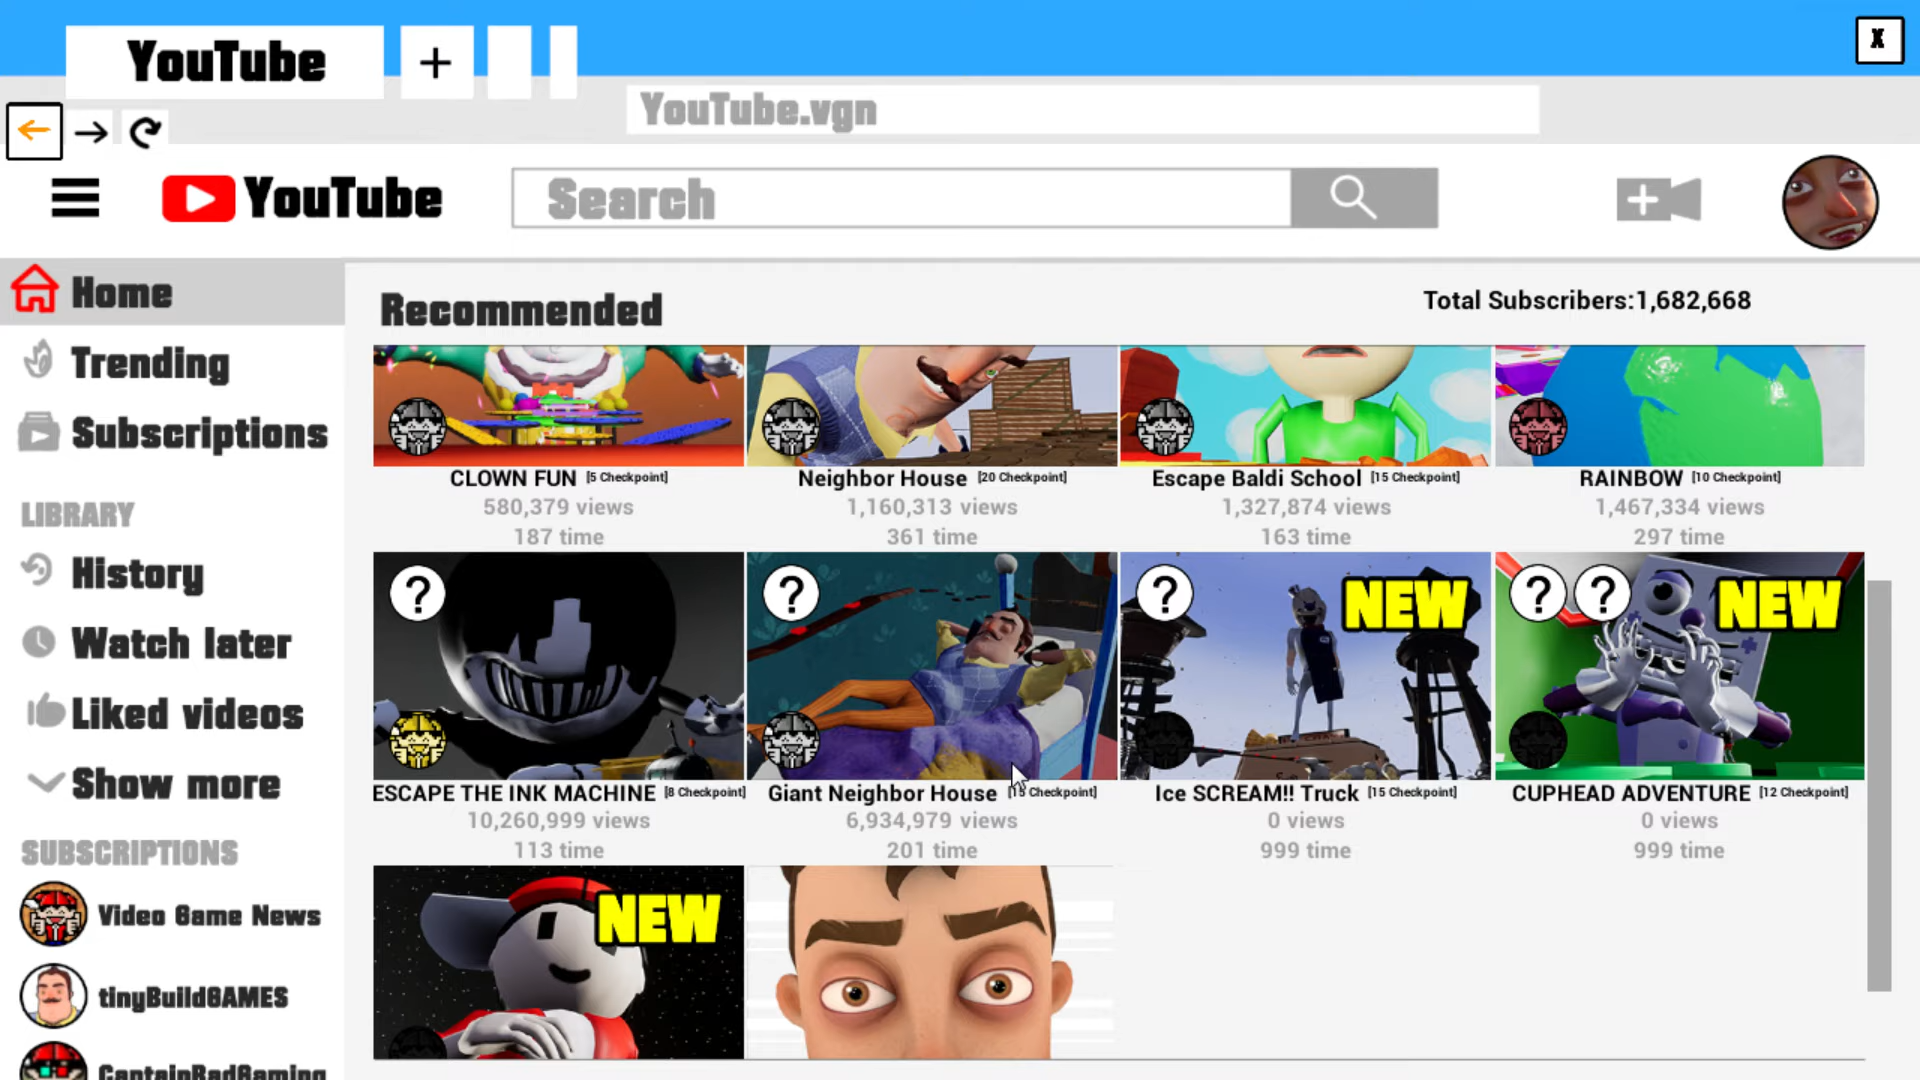 YouTube
+
X
YouTube.vgn
YouTube
Search
Home
Trending
Subscriptions
LIBRARY
History
Watch later
Liked videos
Show more
SUBSCRIPTIONS
Video Game News
tinyBuildGAMES
CaptainBadGaming
Recommended
Total Subscribers:1,682,668
CLOWN FUN [5 Checkpoint]
580,379 views
187 time
Neighbor House [20 Checkpoint]
1,160,313 views
361 time
Escape Baldi School [15 Checkpoint]
1,327,874 views
163 time
RAINBOW [10 Checkpoint]
1,467,334 views
297 time
?
ESCAPE THE INK MACHINE [8 Checkpoint]
10,260,999 views
113 time
?
Giant Neighbor House [15 Checkpoint]
6,934,979 views
201 time
?
NEW
Ice SCREAM!! Truck [15 Checkpoint]
0 views
999 time
? ?
NEW
CUPHEAD ADVENTURE [12 Checkpoint]
0 views
999 time
NEW